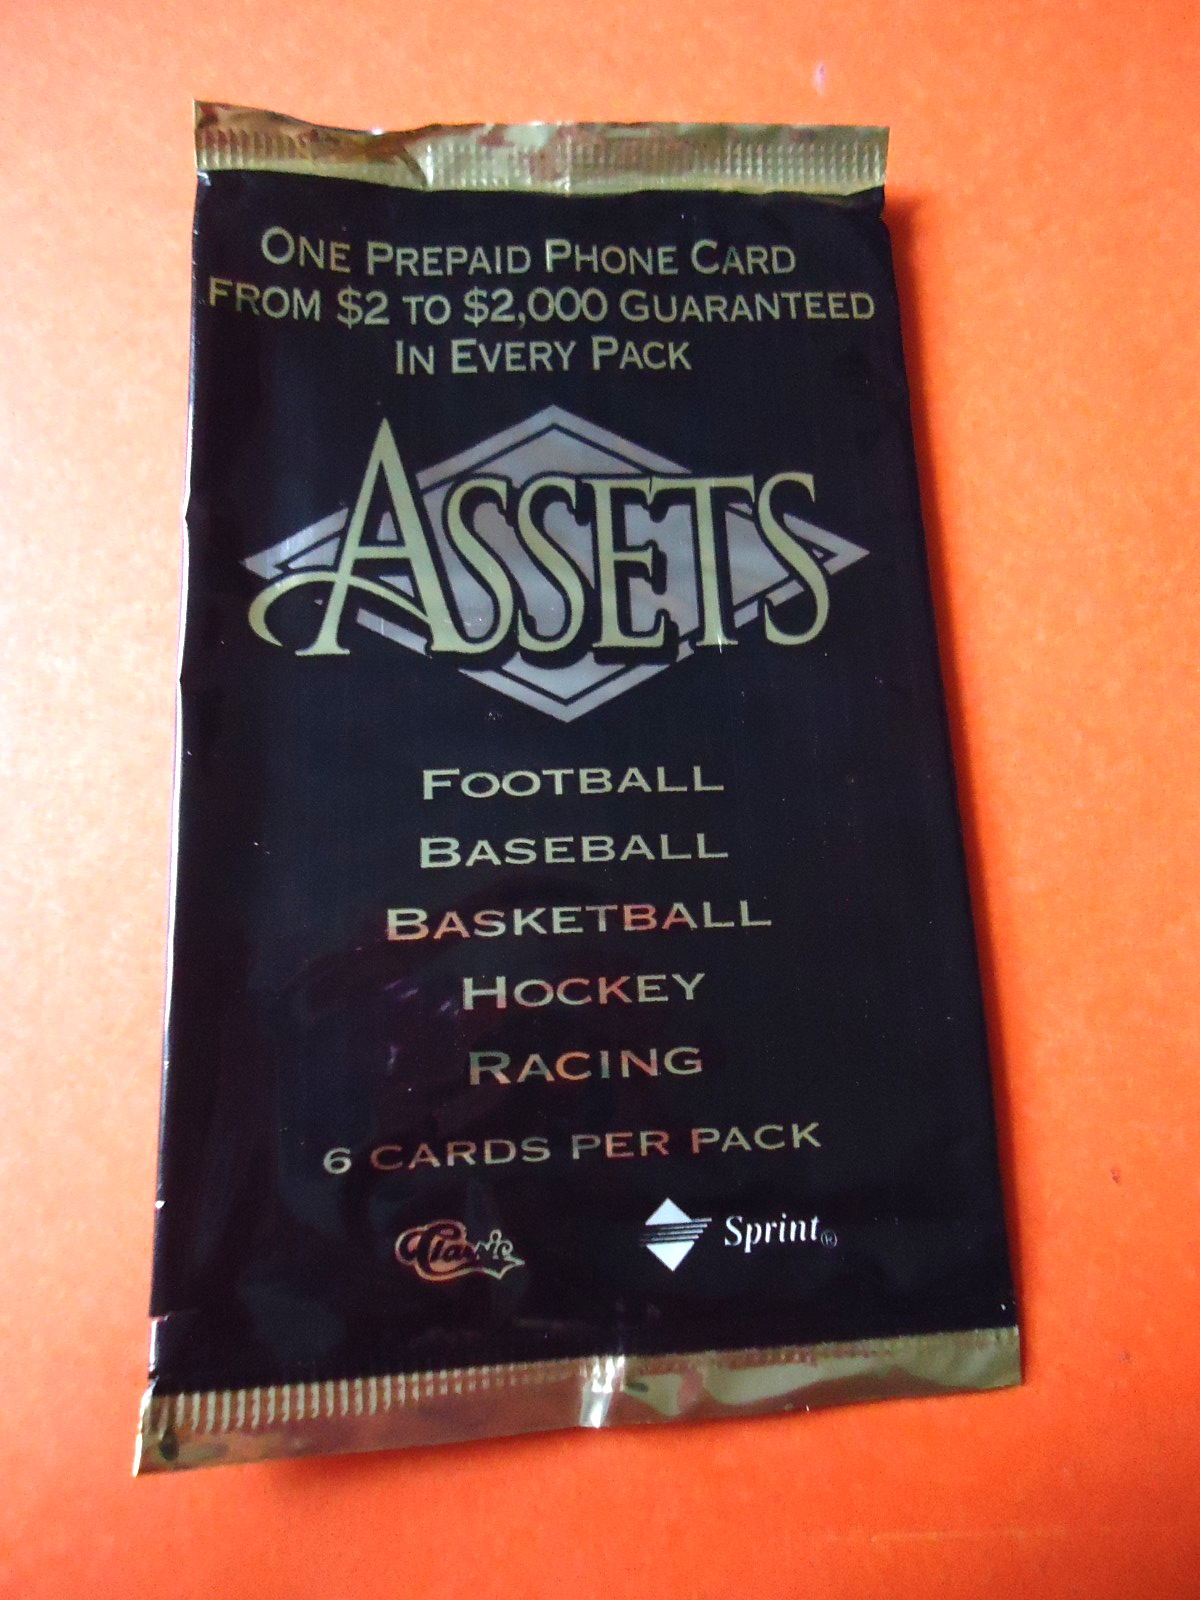 ONE PREPAID PHONE CARD
FROM $2 TO $2,000 GUARANTEED
IN EVERY PACK
ASSETS
FOOTBALL
BASEBALL
BASKETBALL
HOCKEY
RACING
6 CARDS PER PACK
Classic Sprint®